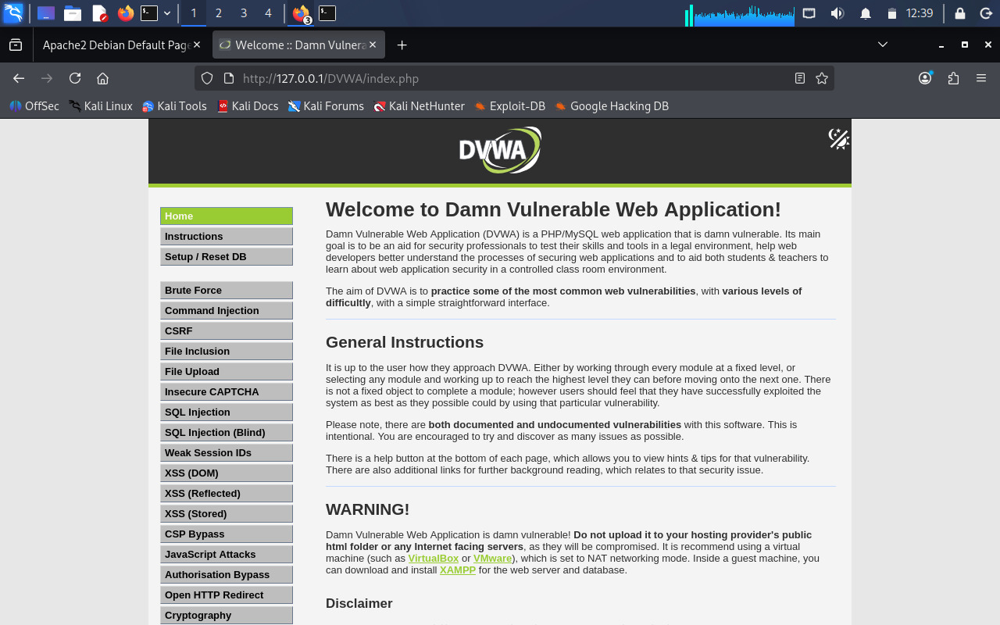 1 2 3 4 3 12:39
Apache2 Debian Default Page
Welcome :: Damn Vulnera
http://127.0.0.1/DVWA/index.php
OffSec Kali Linux Kali Tools Kali Docs Kali Forums Kali NetHunter Exploit-DB Google Hacking DB
DVWA
Home
Instructions
Setup / Reset DB
Brute Force
Command Injection
CSRF
File Inclusion
File Upload
Insecure CAPTCHA
SQL Injection
SQL Injection (Blind)
Weak Session IDs
XSS (DOM)
XSS (Reflected)
XSS (Stored)
CSP Bypass
JavaScript Attacks
Authorisation Bypass
Open HTTP Redirect
Cryptography
Welcome to Damn Vulnerable Web Application!
Damn Vulnerable Web Application (DVWA) is a PHP/MySQL web application that is damn vulnerable. Its main
goal is to be an aid for security professionals to test their skills and tools in a legal environment, help web
developers better understand the processes of securing web applications and to aid both students & teachers to
learn about web application security in a controlled class room environment.
The aim of DVWA is to practice some of the most common web vulnerabilities, with various levels of
difficultly, with a simple straightforward interface.
General Instructions
It is up to the user how they approach DVWA. Either by working through every module at a fixed level, or
selecting any module and working up to reach the highest level they can before moving onto the next one. There
is not a fixed object to complete a module; however users should feel that they have successfully exploited the
system as best as they possible could by using that particular vulnerability.
Please note, there are both documented and undocumented vulnerabilities with this software. This is
intentional. You are encouraged to try and discover as many issues as possible.
There is a help button at the bottom of each page, which allows you to view hints & tips for that vulnerability.
There are also additional links for further background reading, which relates to that security issue.
WARNING!
Damn Vulnerable Web Application is damn vulnerable! Do not upload it to your hosting provider's public
html folder or any Internet facing servers, as they will be compromised. It is recommend using a virtual
machine (such as VirtualBox or VMware), which is set to NAT networking mode. Inside a guest machine, you
can download and install XAMPP for the web server and database.
Disclaimer